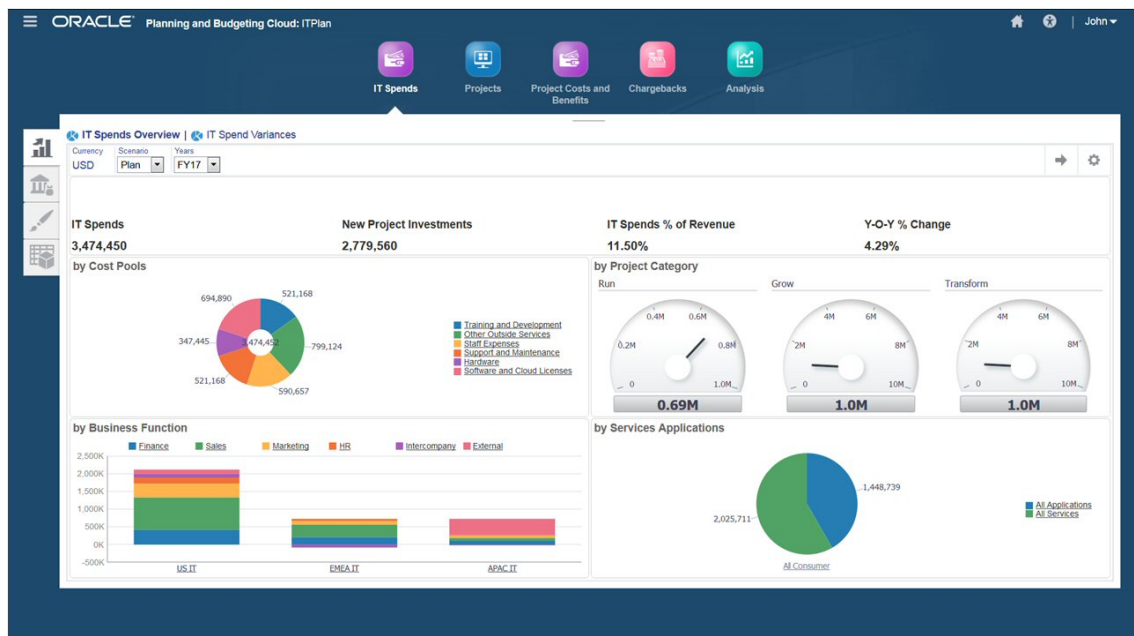 ORACLE® Planning and Budgeting Cloud: ITPlan
John
IT Spends
Projects
Project Costs and
Benefits
Chargebacks
Analysis
IT Spends Overview | IT Spend Variances
Currency Scenario Years
USD Plan FY17
IT Spends New Project Investments IT Spends % of Revenue Y-O-Y % Change
3,474,450 2,779,560 11.50% 4.29%
by Cost Pools
694,890
521,168
347,445
3,474,452
799,124
521,168
590,657
Training and Development
Other Outside Services
Staff Expenses
Support and Maintenance
Hardware
Software and Cloud Licenses
by Project Category
Run
0.4M 0.6M
0.2M 0.8M
0 1.0M
0.69M
Grow
4M 6M
2M 8M
0 10M
1.0M
Transform
4M 6M
2M 8M
0 10M
1.0M
by Business Function
Finance Sales Marketing HR Intercompany External
2,500K
2,000K
1,500K
1,000K
500K
0K
-500K
US IT EMEA IT APAC IT
by Services Applications
1,448,739
2,025,711
All Consumer
All Applications
All Services